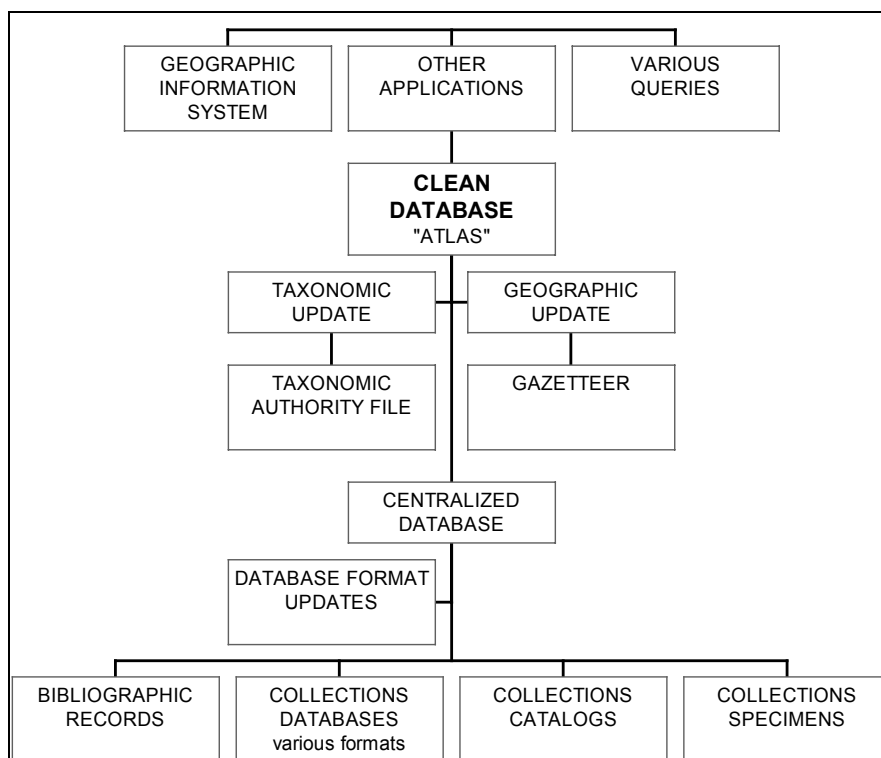 GEOGRAPHIC
INFORMATION
SYSTEM
OTHER
APPLICATIONS
VARIOUS
QUERIES
CLEAN
DATABASE
"ATLAS"
TAXONOMIC
UPDATE
GEOGRAPHIC
UPDATE
TAXONOMIC
AUTHORITY FILE
GAZETTEER
CENTRALIZED
DATABASE
DATABASE FORMAT
UPDATES
BIBLIOGRAPHIC
RECORDS
COLLECTIONS
DATABASES
various formats
COLLECTIONS
CATALOGS
COLLECTIONS
SPECIMENS